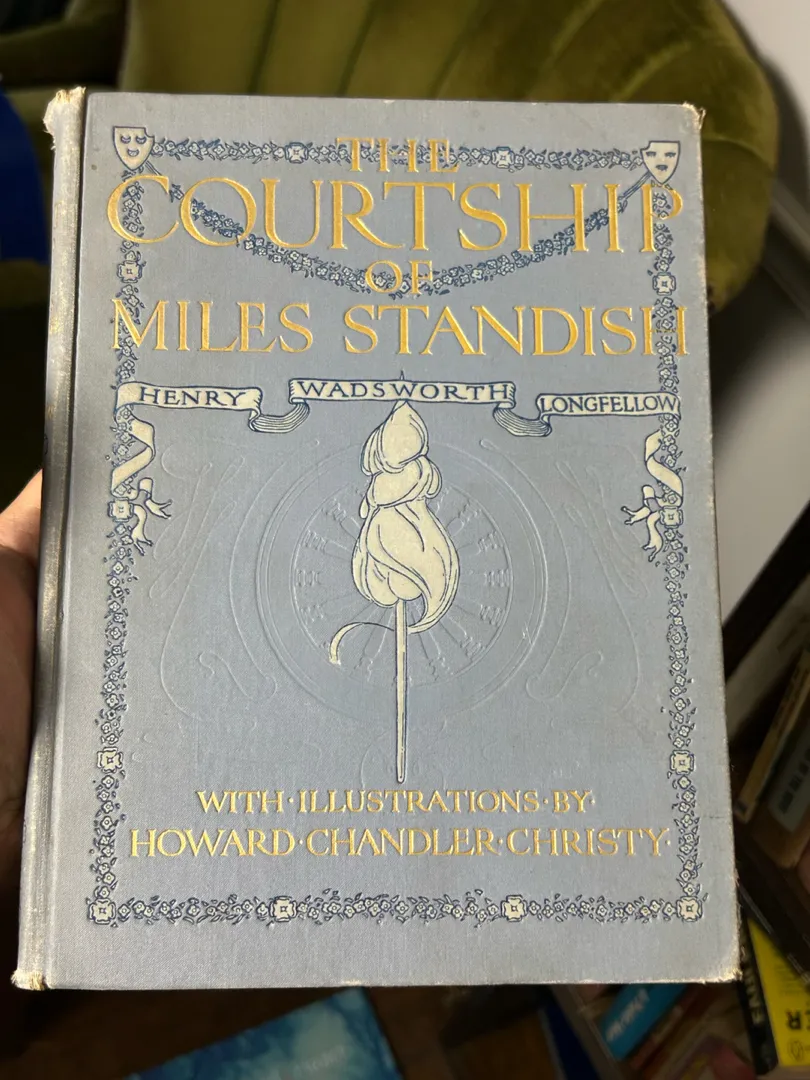 THE
COURTSHIP
OF
MILES STANDISH
HENRY WADSWORTH LONGFELLOW
WITH·ILLUSTRATIONS·BY·
HOWARD·CHANDLER·CHRISTY·